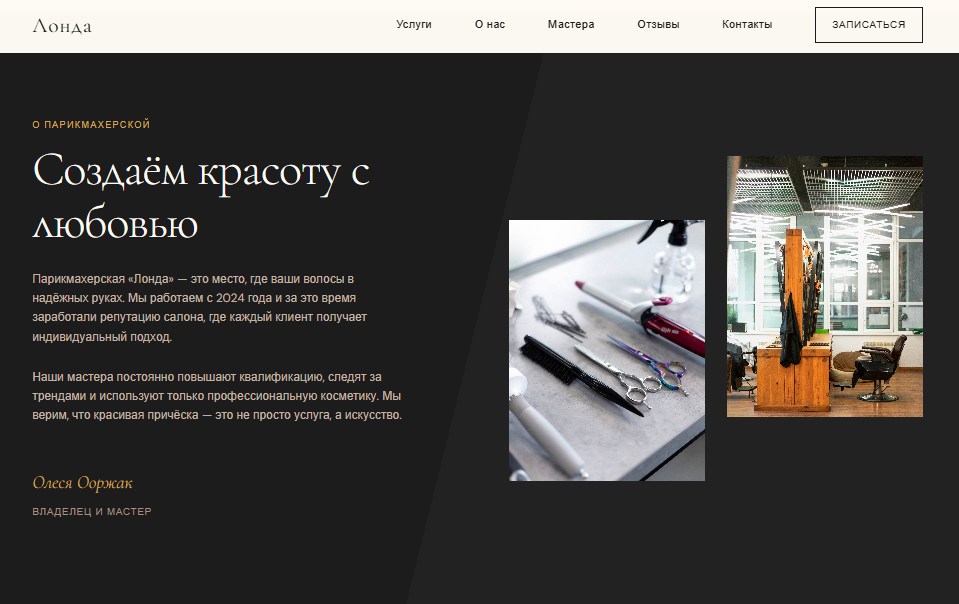 Лонда
Услуги О нас Мастера Отзывы Контакты ЗАПИСАТЬСЯ
О ПАРИКМАХЕРСКОЙ
Создаём красоту с
любовью
Парикмахерская «Лонда» — это место, где ваши волосы в
надёжных руках. Мы работаем с 2024 года и за это время
заработали репутацию салона, где каждый клиент получает
индивидуальный подход.
Наши мастера постоянно повышают квалификацию, следят за
трендами и используют только профессиональную косметику. Мы
верим, что красивая причёска — это не просто услуга, а искусство.
Олеся Ооржак
ВЛАДЕЛЕЦ И МАСТЕР